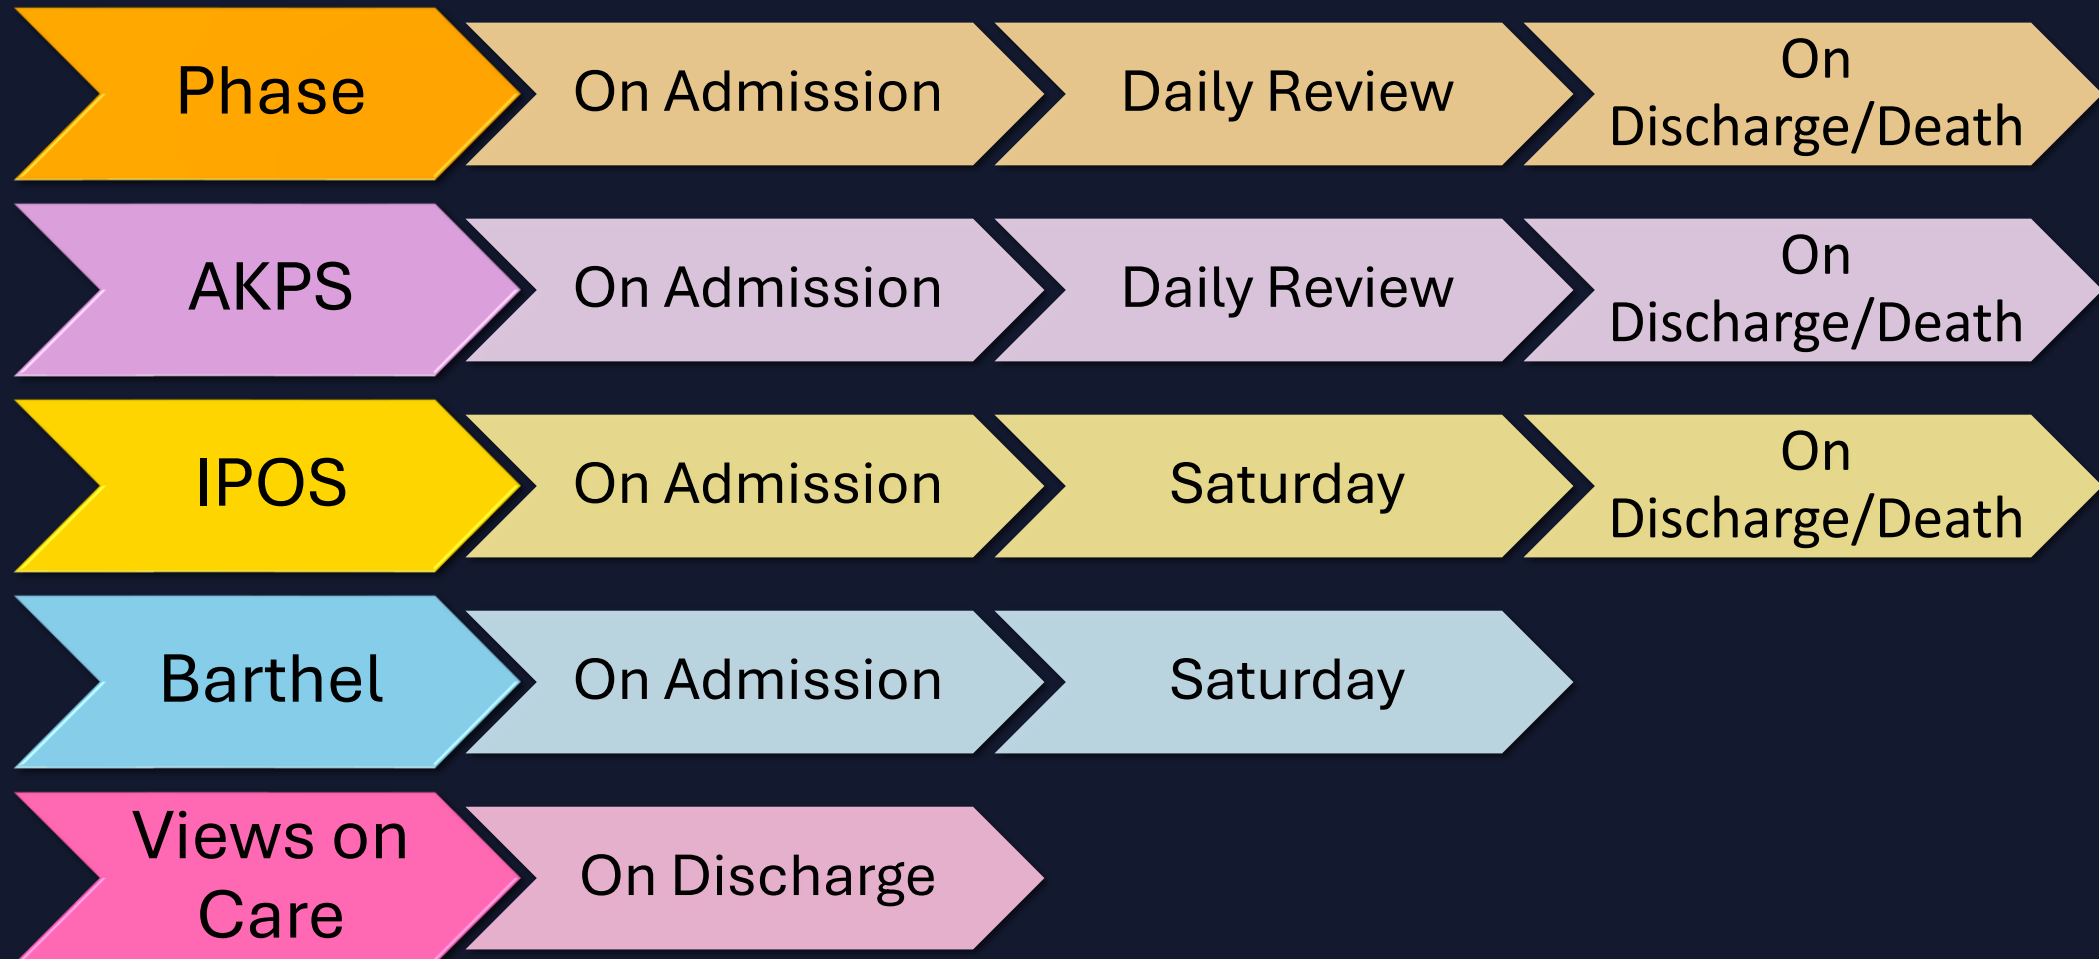 Phase
On Admission
Daily Review
On
Discharge/Death
AKPS
On Admission
Daily Review
On
Discharge/Death
IPOS
On Admission
Saturday
On
Discharge/Death
Barthel
On Admission
Saturday
Views on
Care
On Discharge